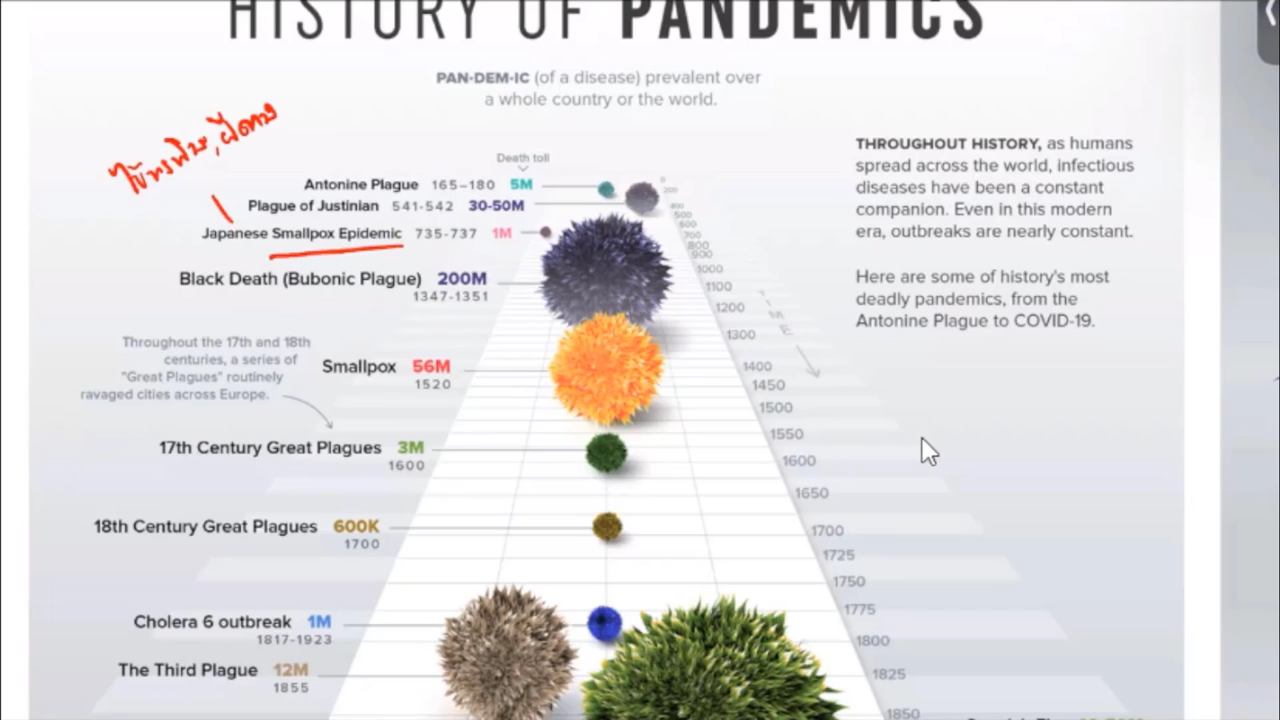 HISTORY OF PANDEMICS
PAN·DEM·IC (of a disease) prevalent over
a whole country or the world.
ไข้ทรพิษ, ฝีดาษ
THROUGHOUT HISTORY, as humans
spread across the world, infectious
diseases have been a constant
companion. Even in this modern
era, outbreaks are nearly constant.
Here are some of history's most
deadly pandemics, from the
Antonine Plague to COVID-19.
Death toll
Antonine Plague 165-180 5M
Plague of Justinian 541-542 30-50M
Japanese Smallpox Epidemic 735-737 1M
Black Death (Bubonic Plague) 200M
1347-1351
Throughout the 17th and 18th
centuries, a series of
"Great Plagues" routinely
ravaged cities across Europe.
Smallpox 56M
1520
17th Century Great Plagues 3M
1600
18th Century Great Plagues 600K
1700
Cholera 6 outbreak 1M
1817-1923
The Third Plague 12M
1855
TIME
0
200
400
500
600
700
800
900
1000
1100
1200
1300
1400
1450
1500
1550
1600
1650
1700
1725
1750
1775
1800
1825
1850